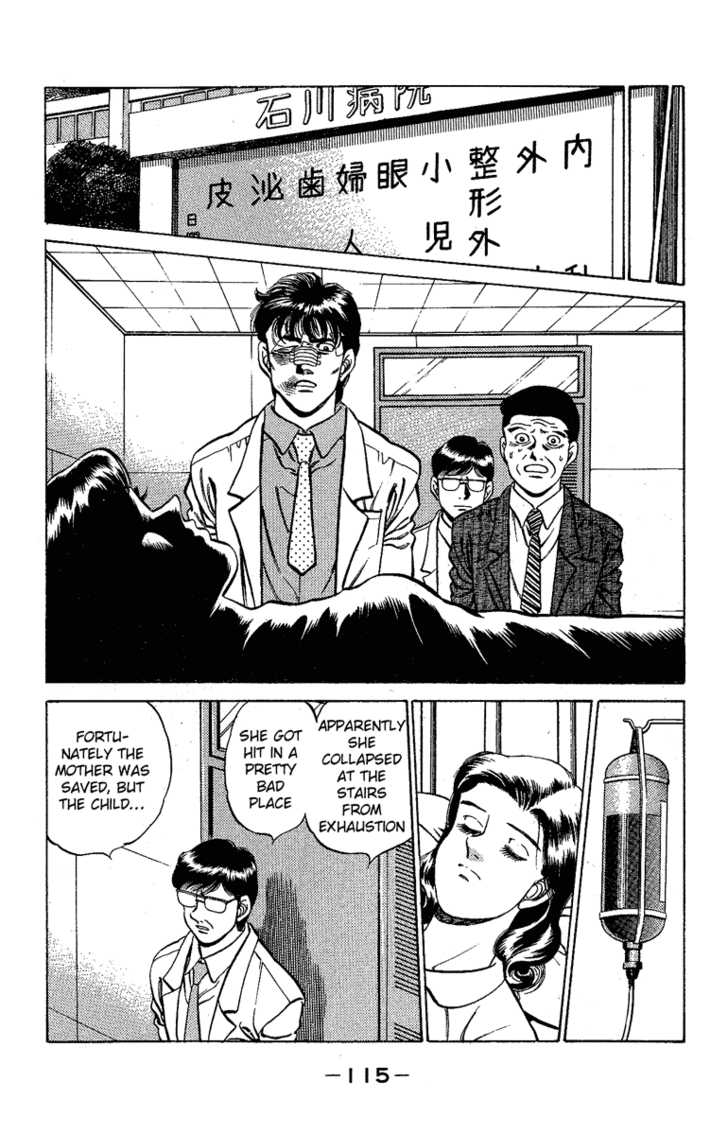 石川病院
内
外
整形外
小児
眼
婦人
歯
泌
皮
日
APPARENTLY
SHE
COLLAPSED
AT THE
STAIRS
FROM
EXHAUSTION
SHE GOT
HIT IN A
PRETTY
BAD
PLACE
FORTU-
NATELY THE
MOTHER WAS
SAVED, BUT
THE CHILD...
-115-